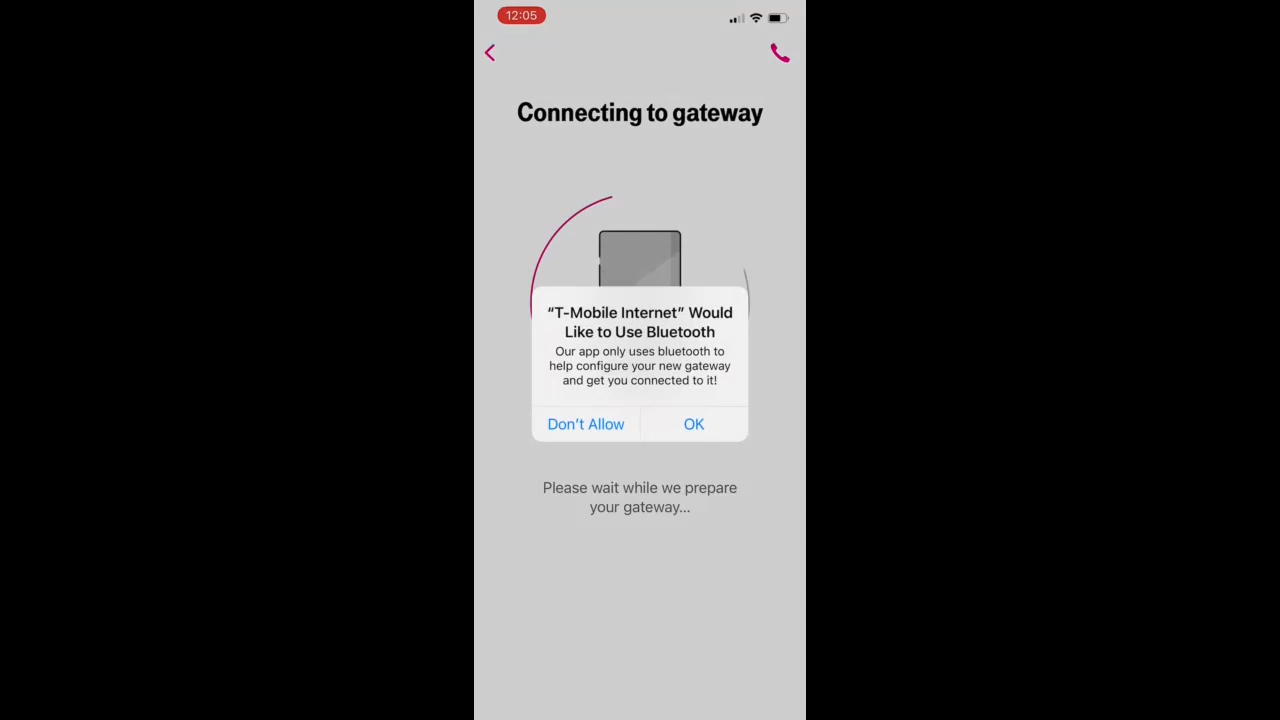 12:05
Connecting to gateway
“T-Mobile Internet” Would
Like to Use Bluetooth
Our app only uses bluetooth to
help configure your new gateway
and get you connected to it!
Don’t Allow
OK
Please wait while we prepare
your gateway...